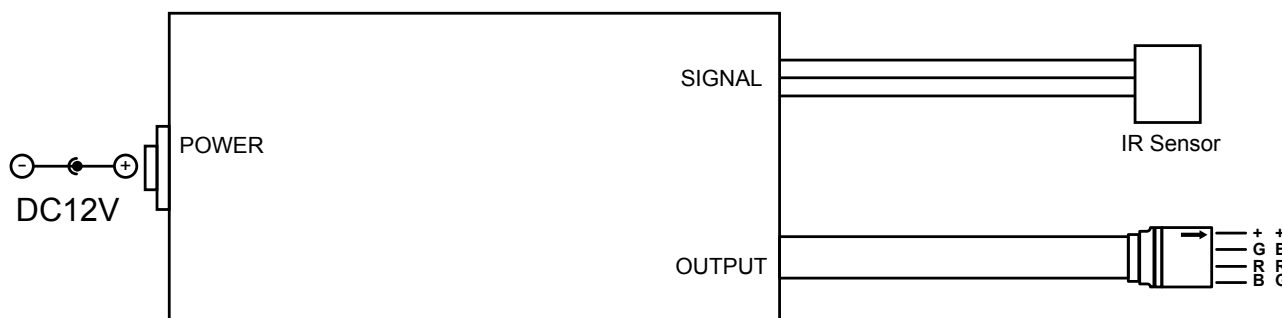 SIGNAL
IR Sensor
POWER
- +
DC12V
OUTPUT
+
G
R
B